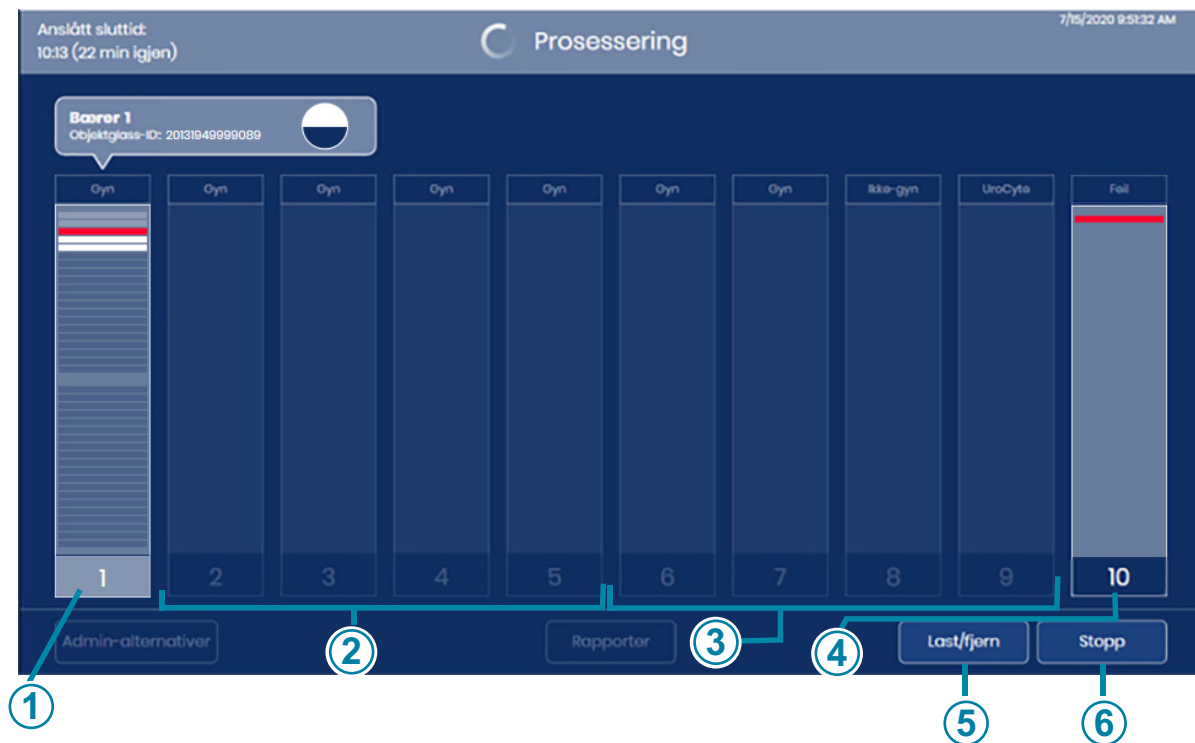 Anslått sluttid:
10:13 (22 min igjen)
Prosessering
7/15/2020 9:51:32 AM
Bærer 1
Objektglass-ID: 20131949999089
Gyn Gyn Gyn Gyn Gyn Gyn Gyn Ikke-gyn UroCyte Feil
1 2 3 4 5 6 7 8 9 10
Admin-alternativer Rapporter Last/fjern Stopp
1 2 3 4 5 6